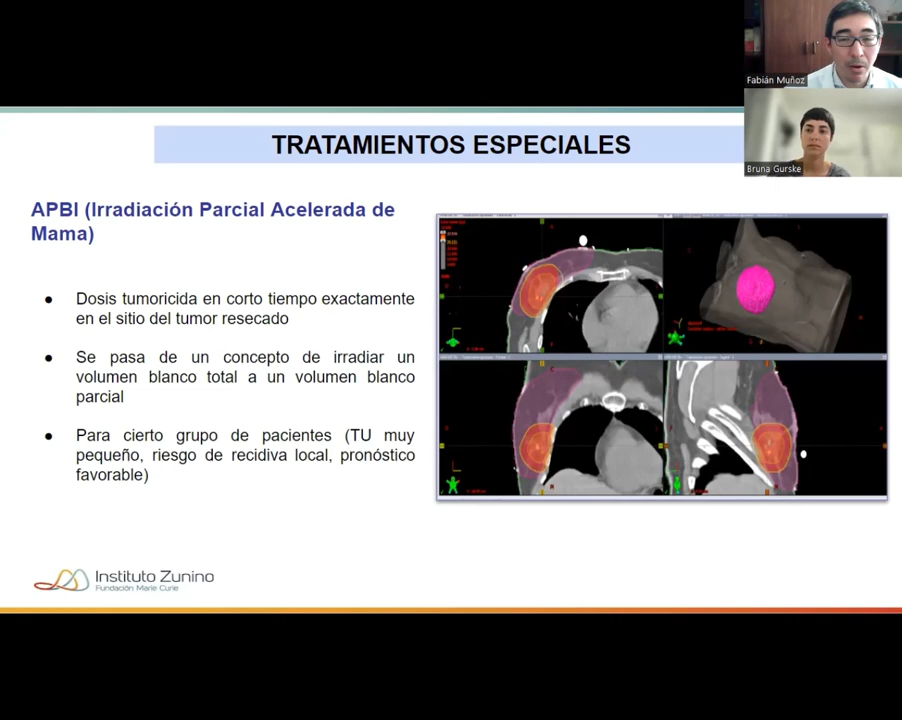 Fabián Muñoz
Bruna Gurske
TRATAMIENTOS ESPECIALES
APBI (Irradiación Parcial Acelerada de
Mama)
● Dosis tumoricida en corto tiempo exactamente
en el sitio del tumor resecado
● Se pasa de un concepto de irradiar un
volumen blanco total a un volumen blanco
parcial
● Para cierto grupo de pacientes (TU muy
pequeño, riesgo de recidiva local, pronóstico
favorable)
Instituto Zunino
Fundación Marie Curie